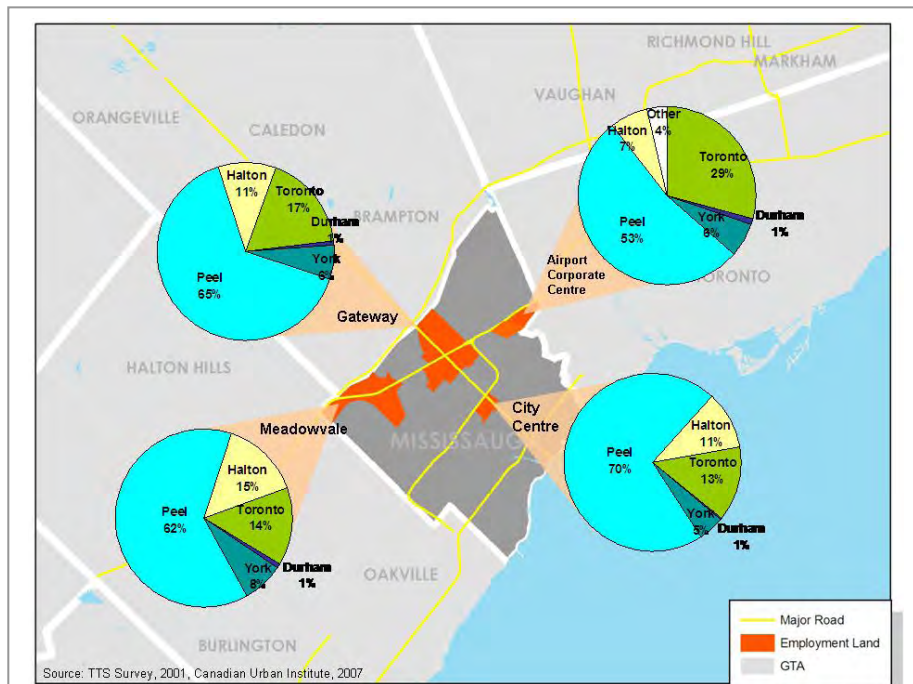 RICHMOND HILL
MARKHAM
VAUGHAN
ORANGEVILLE
CALEDON
BRAMPTON
Halton
11%
Toronto
17%
Durham
1%
York
6%
Peel
65%
Other
4%
Halton
7%
Toronto
29%
Durham
1%
York
6%
Peel
53%
TORONTO
Airport
Corporate
Centre
Gateway
HALTON HILLS
Meadowvale
City
Centre
MISSISSAUGA
Peel
62%
Halton
15%
Toronto
14%
Durham
1%
York
8%
Peel
70%
Halton
11%
Toronto
13%
Durham
1%
York
5%
OAKVILLE
BURLINGTON
Major Road
Employment Land
GTA
Source: TTS Survey, 2001, Canadian Urban Institute, 2007